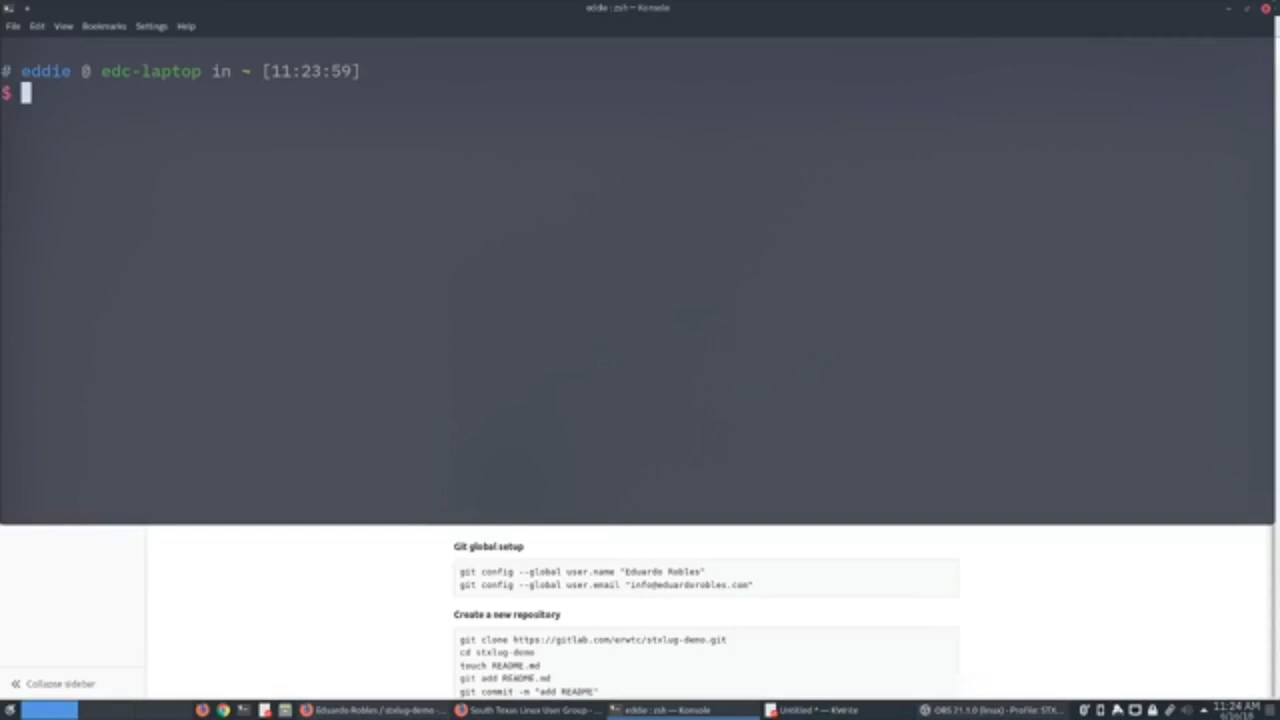 eddie : zsh — Konsole
File Edit View Bookmarks Settings Help
# eddie @ edc-laptop in ~ [11:23:59]
$
Git global setup
git config --global user.name "Eduardo Robles"
git config --global user.email "info@eduardorobles.com"
Create a new repository
git clone https://gitlab.com/erwtc/stxlug-demo.git
cd stxlug-demo
touch README.md
git add README.md
git commit -m "add README"
Collapse sidebar
Eduardo Robles / stxlug-demo ·... South Texas Linux User Group - ... eddie : zsh — Konsole Untitled * — KWrite OBS 21.1.0 (linux) - Profile: STX... 11:24 AM